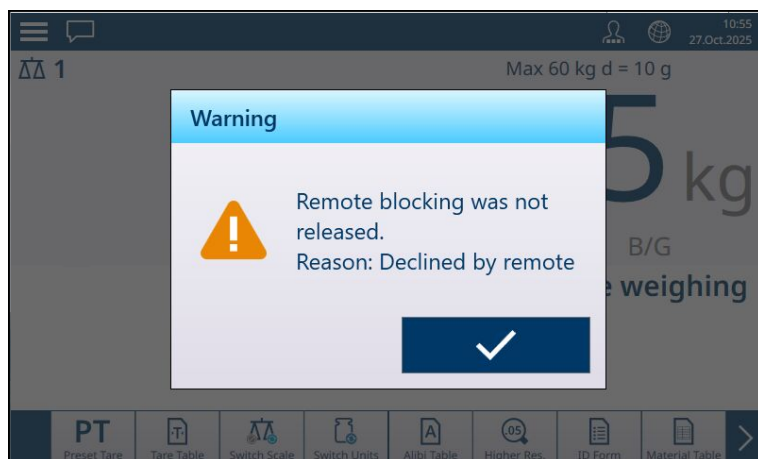 10:55
27.Oct.2025
1
Max 60 kg d = 10 g
Warning
5 kg
Remote blocking was not
released.
Reason: Declined by remote
B/G
weighing
PT
Preset Tare
T
Tare Table
Switch Scale
Switch Units
A
Alibi Table
.05
Higher Res.
ID Form
Material Table